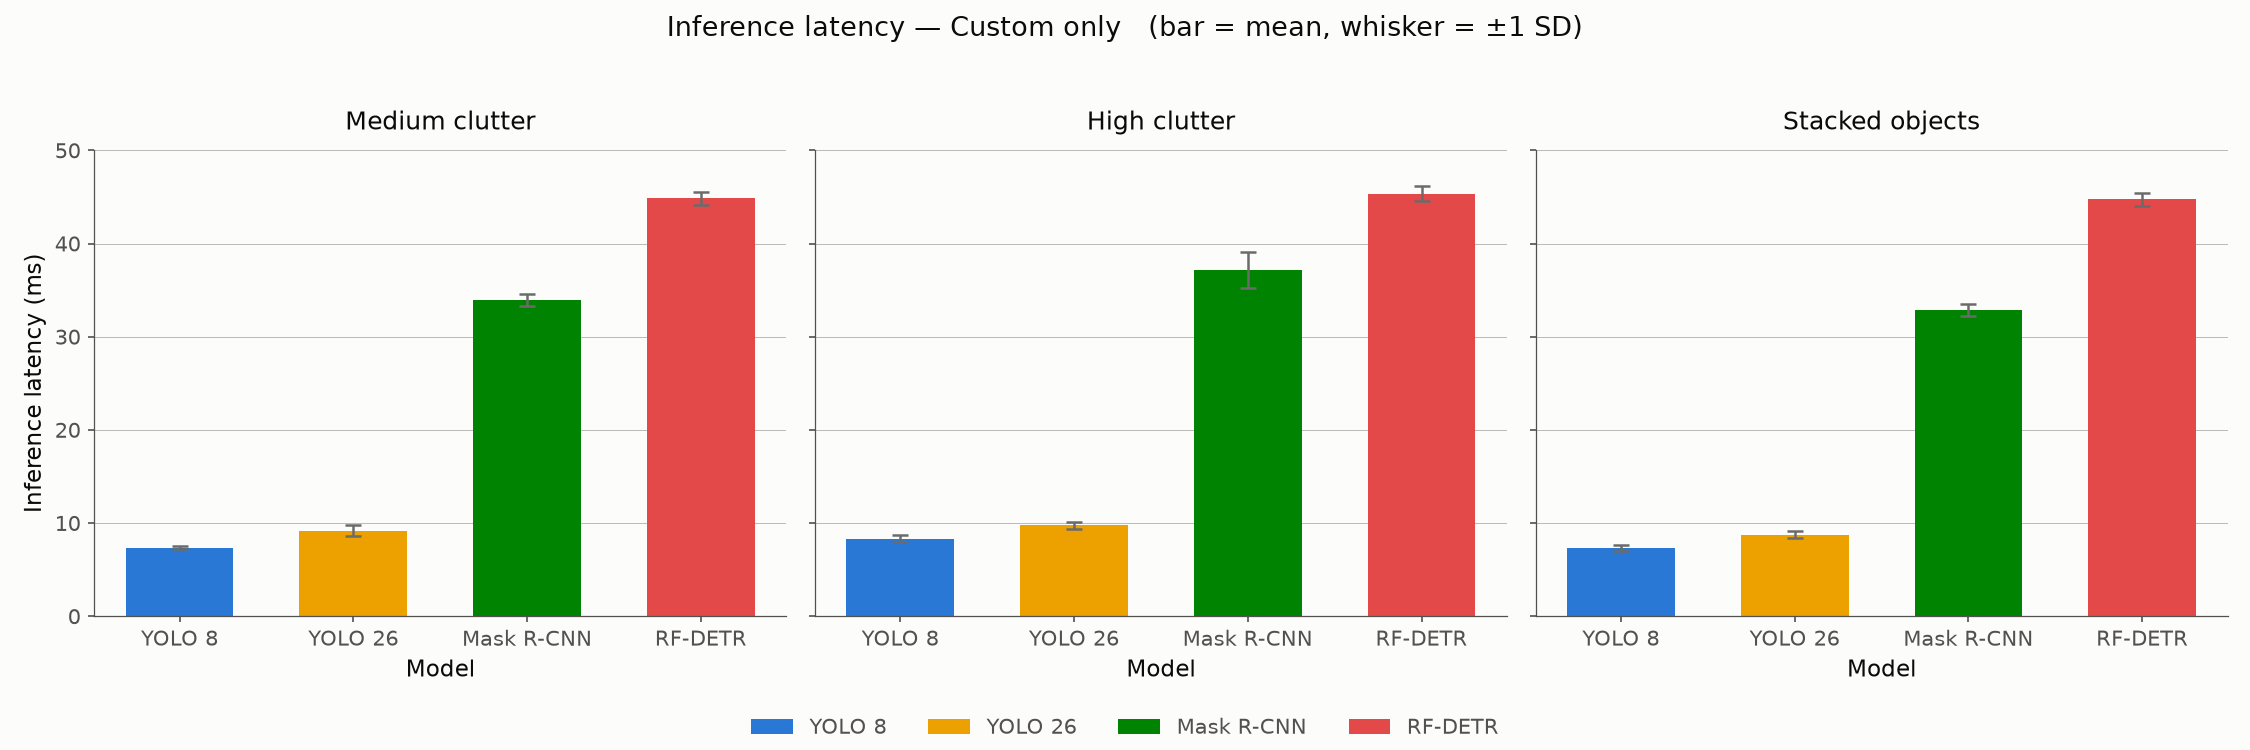 Inference latency — Custom only   (bar = mean, whisker = ±1 SD)
Medium clutter
High clutter
Stacked objects
Inference latency (ms)
50
40
30
20
10
0
YOLO 8 YOLO 26 Mask R-CNN RF-DETR
Model
YOLO 8 YOLO 26 Mask R-CNN RF-DETR
Model
YOLO 8 YOLO 26 Mask R-CNN RF-DETR
Model
YOLO 8 YOLO 26 Mask R-CNN RF-DETR